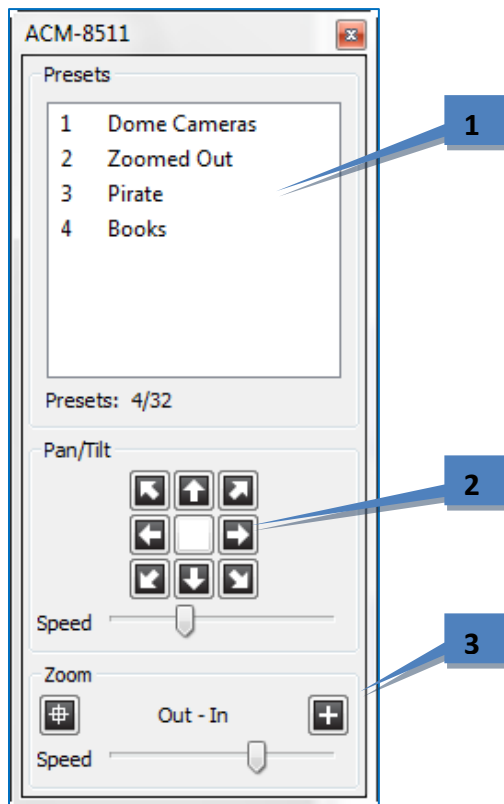 ACM-8511
Presets
1 Dome Cameras
1
2 Zoomed Out
3 Pirate
4 Books
Presets: 4/32
Pan/Tilt
2
Speed
3
Zoom
Out - In
Speed